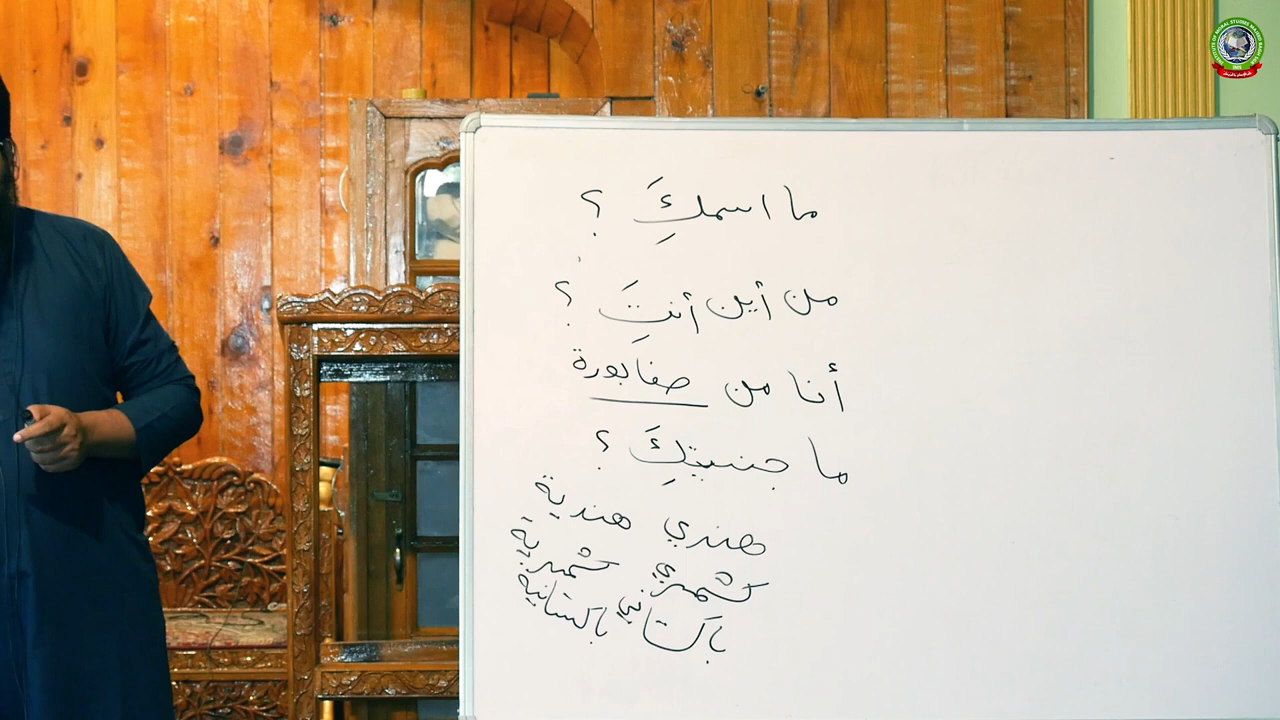 ما اسمكَِ ؟
من أين أنتَِ ؟
أنا من صفابورة
ما جنسيتكَِ ؟
هندي هندية
كشميري كشميرية
باكستاني باكستانية